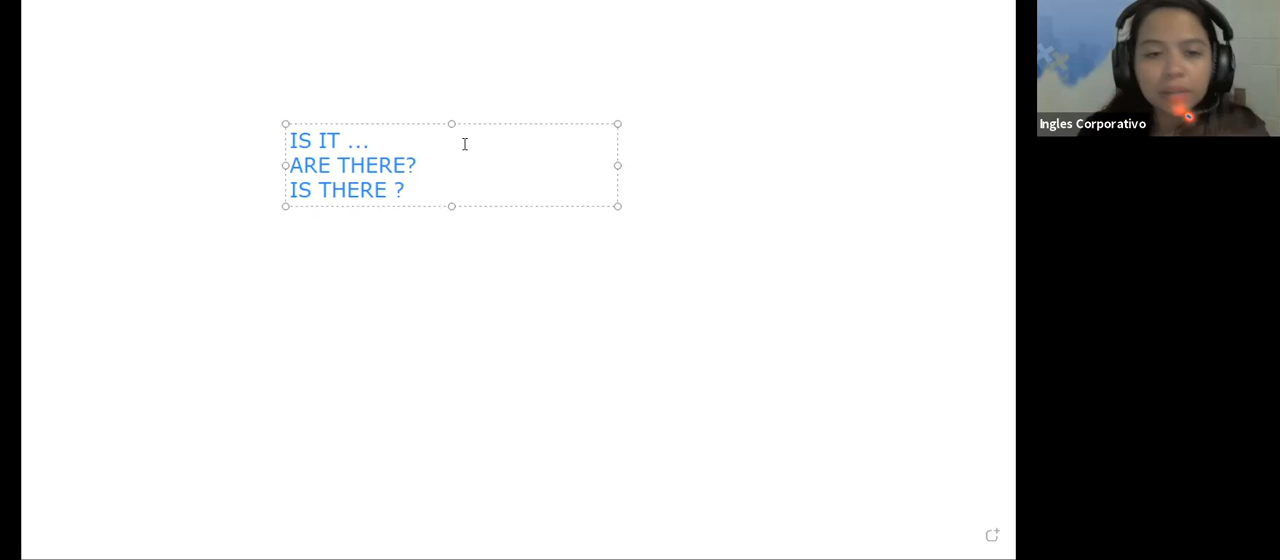 IS IT ...
ARE THERE?
IS THERE ?
Ingles Corporativo